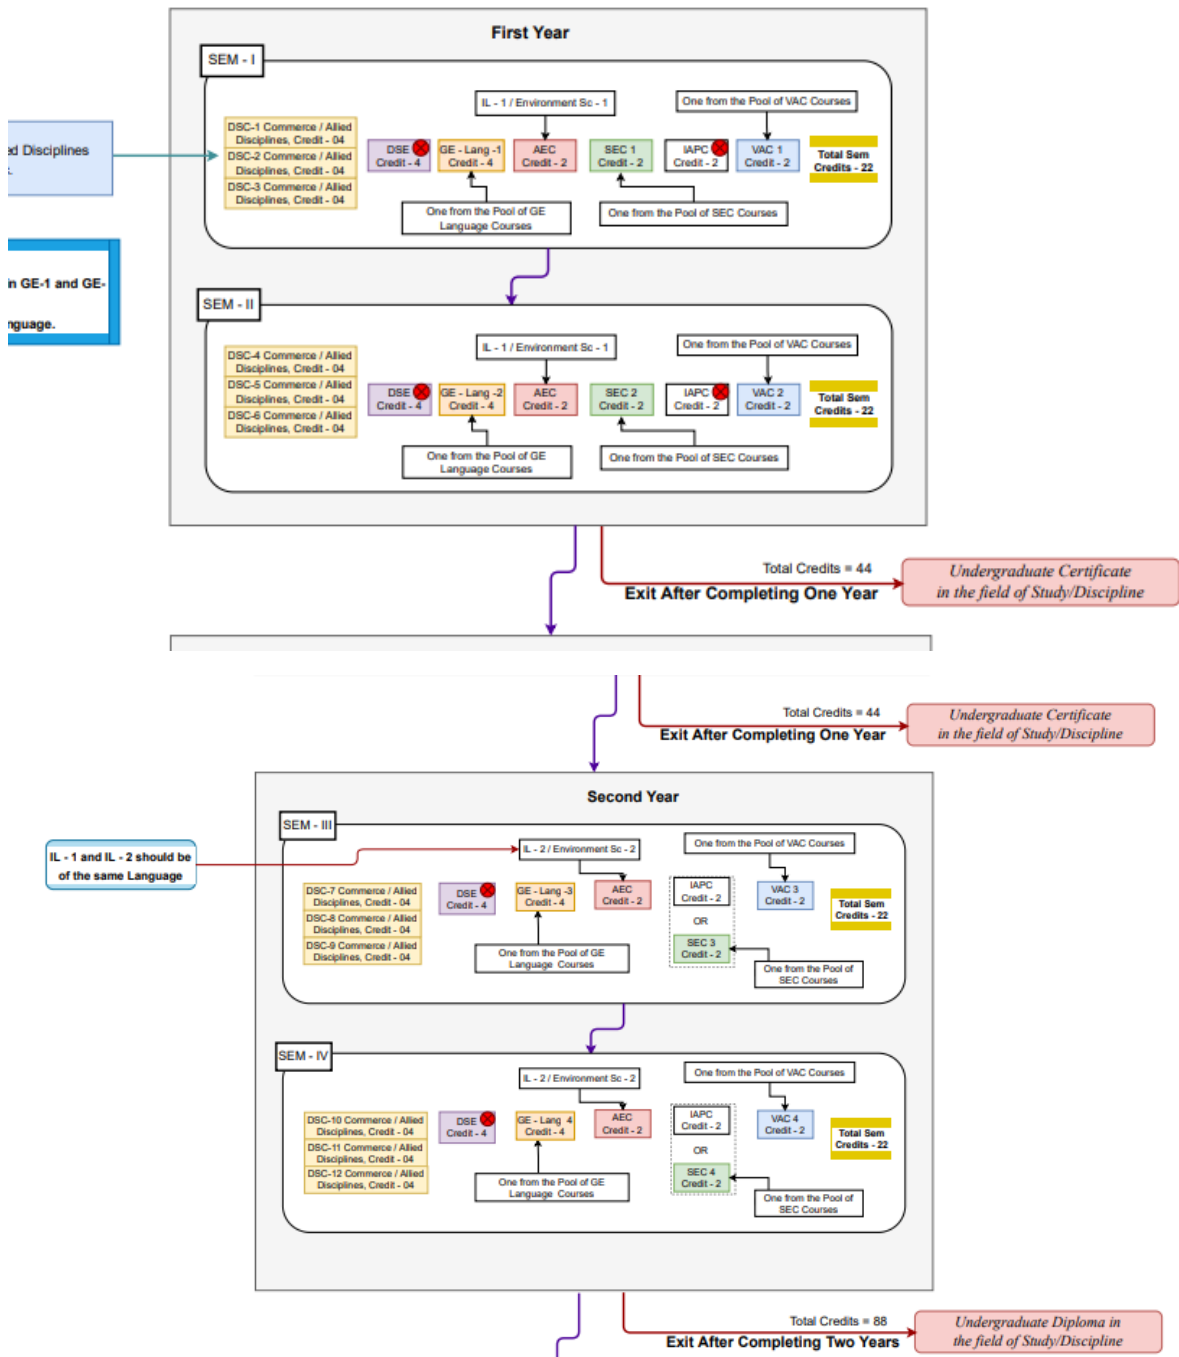 First Year
SEM - I
IL - 1 / Environment Sc - 1
One from the Pool of VAC Courses
ed Disciplines
DSC-1 Commerce / Allied
Disciplines, Credit - 04
DSC-2 Commerce / Allied
Disciplines, Credit - 04
DSC-3 Commerce / Allied
Disciplines, Credit - 04
DSE
Credit - 4
GE - Lang -1
Credit - 4
AEC
Credit - 2
SEC 1
Credit - 2
IAPC
Credit - 2
VAC 1
Credit - 2
Total Sem
Credits - 22
One from the Pool of GE
Language Courses
One from the Pool of SEC Courses
in GE-1 and GE-
nguage.
SEM - II
IL - 1 / Environment Sc - 1
One from the Pool of VAC Courses
DSC-4 Commerce / Allied
Disciplines, Credit - 04
DSC-5 Commerce / Allied
Disciplines, Credit - 04
DSC-6 Commerce / Allied
Disciplines, Credit - 04
DSE
Credit - 4
GE - Lang -2
Credit - 4
AEC
Credit - 2
SEC 2
Credit - 2
IAPC
Credit - 2
VAC 2
Credit - 2
Total Sem
Credits - 22
One from the Pool of GE
Language Courses
One from the Pool of SEC Courses
Total Credits = 44
Exit After Completing One Year
Undergraduate Certificate
in the field of Study/Discipline
Total Credits = 44
Exit After Completing One Year
Undergraduate Certificate
in the field of Study/Discipline
Second Year
SEM - III
IL - 1 and IL - 2 should be
of the same Language
IL - 2 / Environment Sc - 2
One from the Pool of VAC Courses
DSC-7 Commerce / Allied
Disciplines, Credit - 04
DSC-8 Commerce / Allied
Disciplines, Credit - 04
DSC-9 Commerce / Allied
Disciplines, Credit - 04
DSE
Credit - 4
GE - Lang -3
Credit - 4
AEC
Credit - 2
IAPC
Credit - 2
OR
SEC 3
Credit - 2
VAC 3
Credit - 2
Total Sem
Credits - 22
One from the Pool of GE
Language Courses
One from the Pool of
SEC Courses
SEM - IV
IL - 2 / Environment Sc - 2
One from the Pool of VAC Courses
DSC-10 Commerce / Allied
Disciplines, Credit - 04
DSC-11 Commerce / Allied
Disciplines, Credit - 04
DSC-12 Commerce / Allied
Disciplines, Credit - 04
DSE
Credit - 4
GE - Lang 4
Credit - 4
AEC
Credit - 2
IAPC
Credit - 2
OR
SEC 4
Credit - 2
VAC 4
Credit - 2
Total Sem
Credits - 22
One from the Pool of GE
Language Courses
One from the Pool of
SEC Courses
Total Credits = 88
Exit After Completing Two Years
Undergraduate Diploma in
the field of Study/Discipline